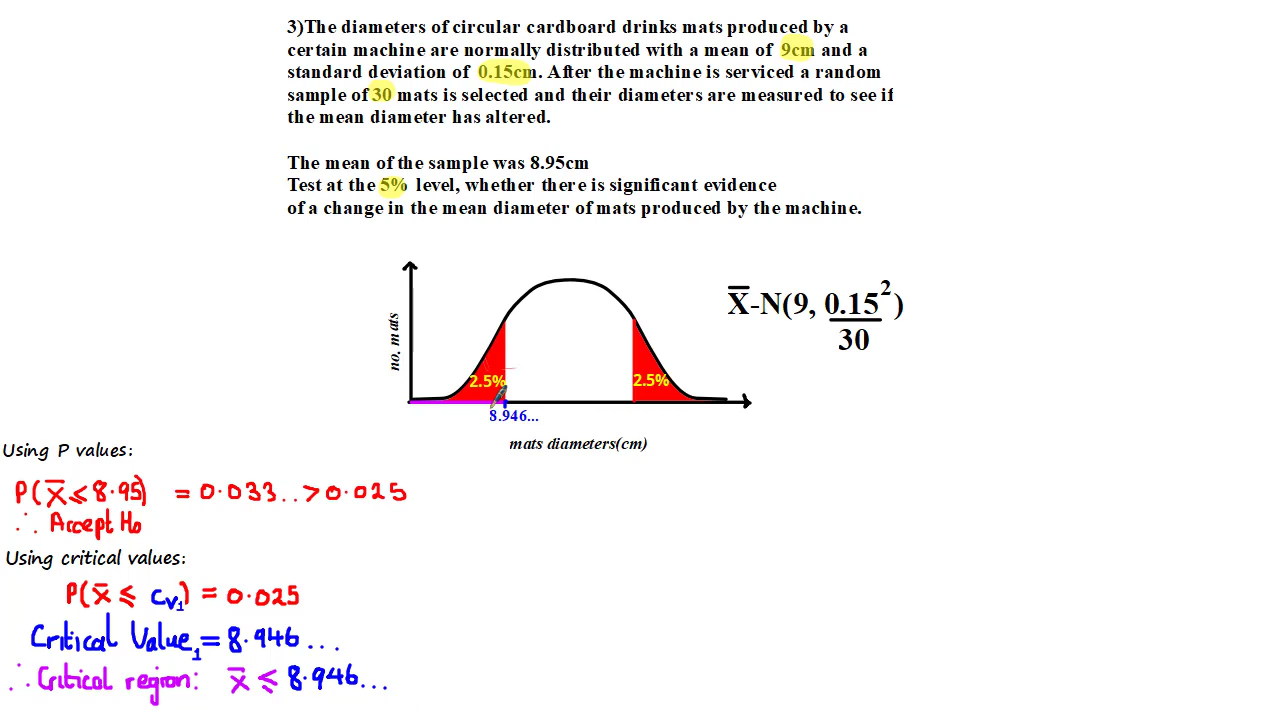 3)The diameters of circular cardboard drinks mats produced by a
certain machine are normally distributed with a mean of 9cm and a
standard deviation of 0.15cm. After the machine is serviced a random
sample of 30 mats is selected and their diameters are measured to see if
the mean diameter has altered.
The mean of the sample was 8.95cm
Test at the 5% level, whether there is significant evidence
of a change in the mean diameter of mats produced by the machine.
no, mats
2.5%
2.5%
8.946...
mats diameters(cm)
X̅-N(9, 0.15²)
30
Using P values:
P(X̅ ≤ 8.95) = 0.033.. > 0.025
∴ Accept H₀
Using critical values:
P(X̅ ≤ CV₁) = 0.025
Critical Value₁ = 8.946...
∴ Critical region: X̅ ≤ 8.946...